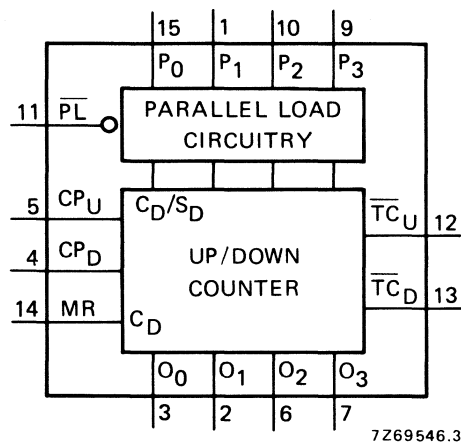 15 1 10 9
P0 P1 P2 P3
11 PL
PARALLEL LOAD
CIRCUITRY
5 CPU
CD/SD
TCU 12
4 CPD
UP/DOWN
COUNTER
TCD 13
14 MR
CD
O0 O1 O2 O3
3 2 6 7
7Z69546.3